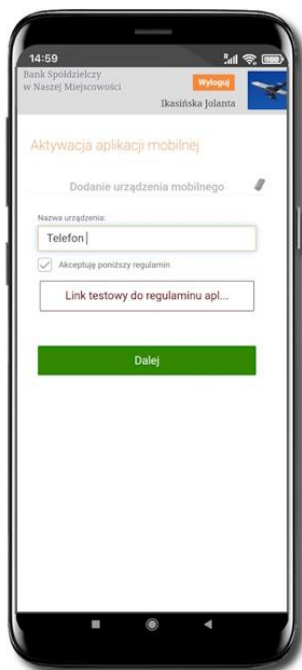 14:59
Bank Spółdzielczy
w Naszej Miejscowości
Wyloguj
Ikasińska Jolanta
Aktywacja aplikacji mobilnej
Dodanie urządzenia mobilnego
Nazwa urządzenia:
Telefon
Akceptuję poniższy regulamin
Link testowy do regulaminu apl...
Dalej